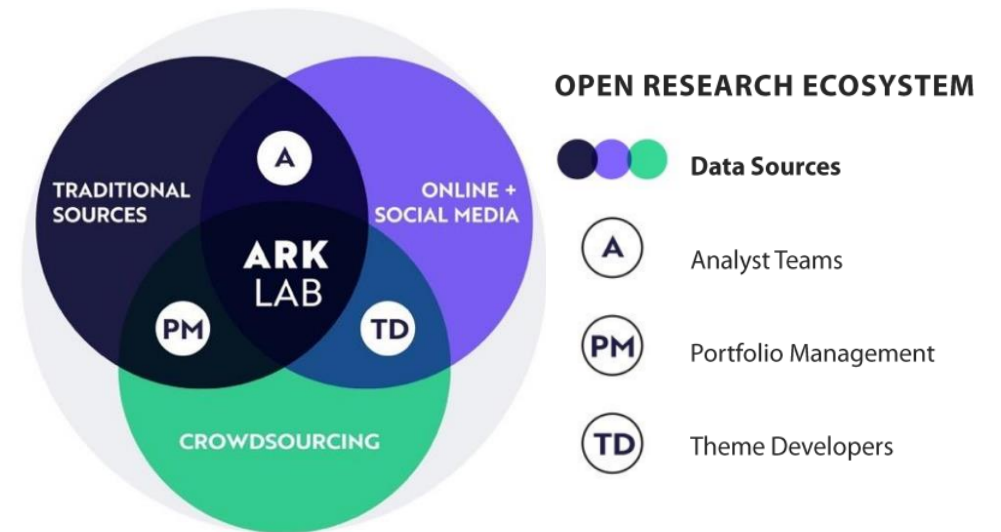 A
TRADITIONAL
SOURCES
ONLINE +
SOCIAL MEDIA
ARK
LAB
PM
TD
CROWDSOURCING
OPEN RESEARCH ECOSYSTEM
Data Sources
A
Analyst Teams
PM
Portfolio Management
TD
Theme Developers